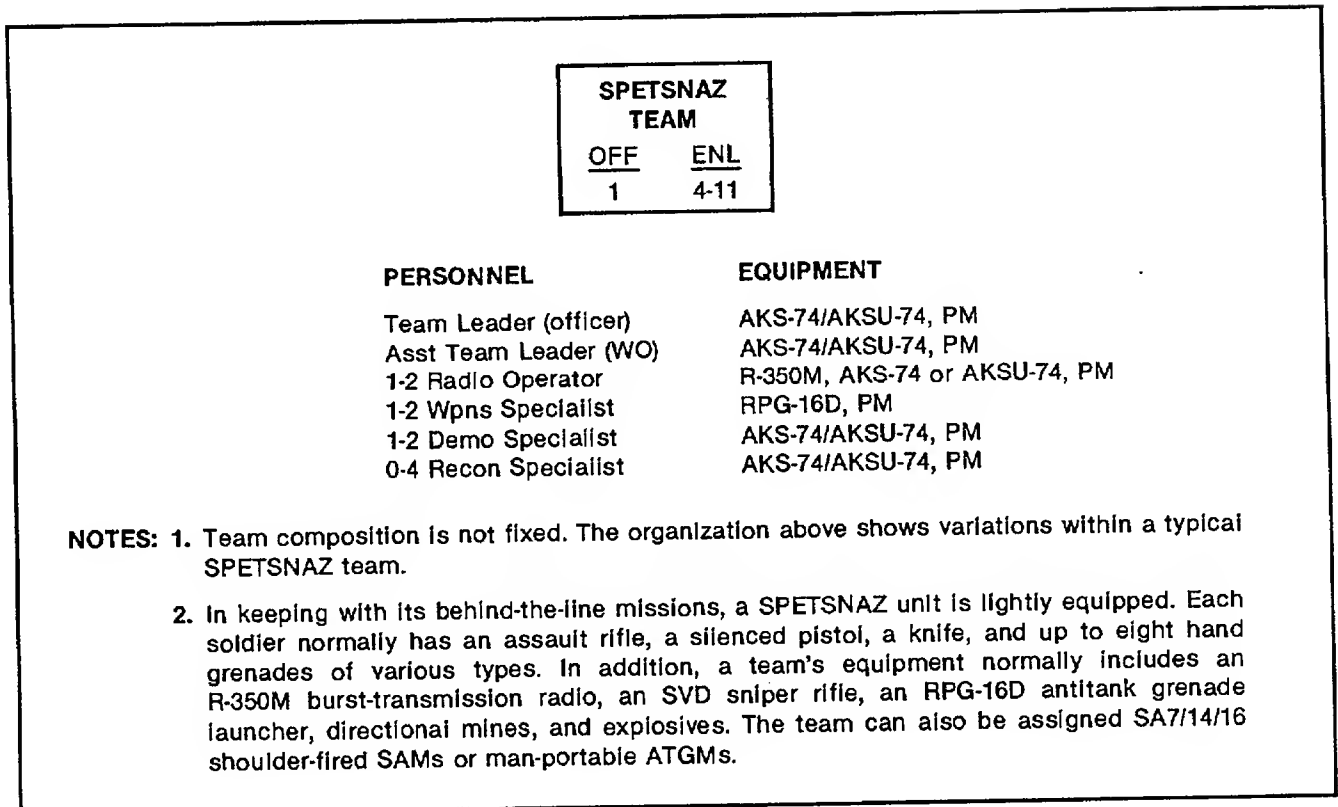 SPETSNAZ
TEAM
OFF ENL
1 4-11
PERSONNEL EQUIPMENT
Team Leader (officer) AKS-74/AKSU-74, PM
Asst Team Leader (WO) AKS-74/AKSU-74, PM
1-2 Radio Operator R-350M, AKS-74 or AKSU-74, PM
1-2 Wpns Specialist RPG-16D, PM
1-2 Demo Specialist AKS-74/AKSU-74, PM
0-4 Recon Specialist AKS-74/AKSU-74, PM
NOTES: 1. Team composition is not fixed. The organization above shows variations within a typical
SPETSNAZ team.
2. In keeping with its behind-the-line missions, a SPETSNAZ unit is lightly equipped. Each
soldier normally has an assault rifle, a silenced pistol, a knife, and up to eight hand
grenades of various types. In addition, a team's equipment normally includes an
R-350M burst-transmission radio, an SVD sniper rifle, an RPG-16D antitank grenade
launcher, directional mines, and explosives. The team can also be assigned SA7/14/16
shoulder-fired SAMs or man-portable ATGMs.